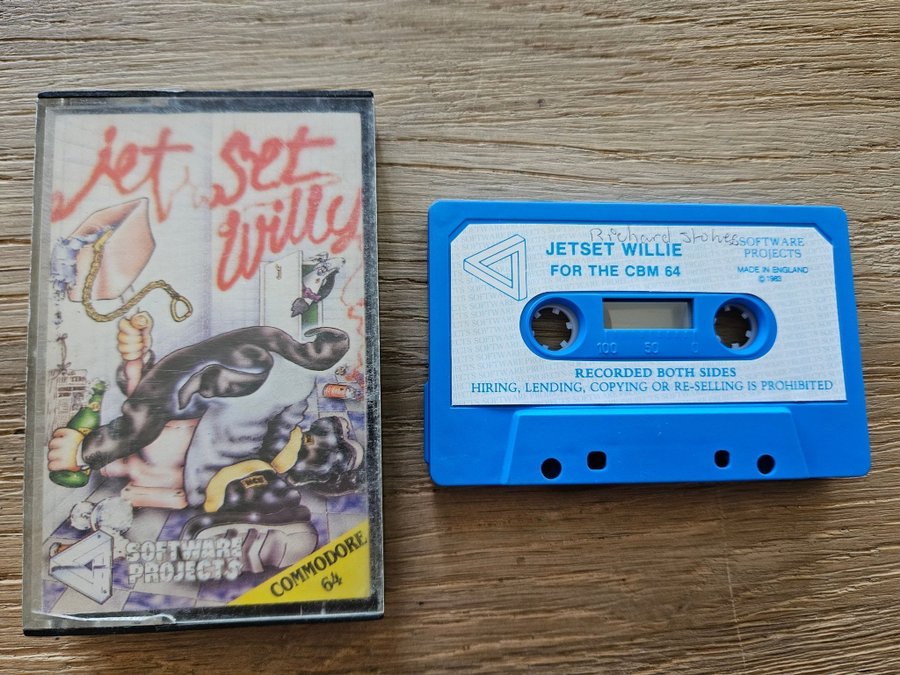 jet set
willy
SOFTWARE
PROJECTS
COMMODORE
64
Richard Stokes
JETSET WILLIE
FOR THE CBM 64
SOFTWARE
PROJECTS
MADE IN ENGLAND
© 1983
100 50 0
RECORDED BOTH SIDES
HIRING, LENDING, COPYING OR RE-SELLING IS PROHIBITED